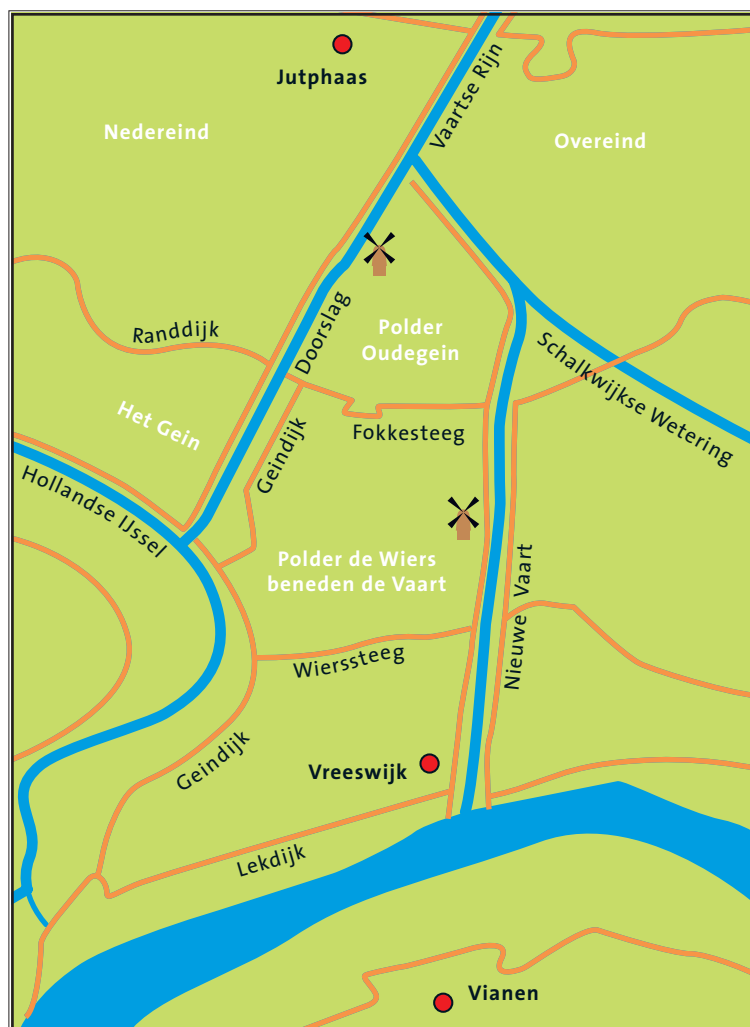 Jutphaas
Vaartse Rijn
Nedereind
Overeind
Randdijk
Doorslag
Polder
Oudegein
Schalkwijkse Wetering
Het Gein
Geindijk
Fokkesteeg
Hollandse IJssel
Polder de Wiers
beneden de Vaart
Nieuwe Vaart
Wierssteeg
Geindijk
Vreeswijk
Lekdijk
Vianen